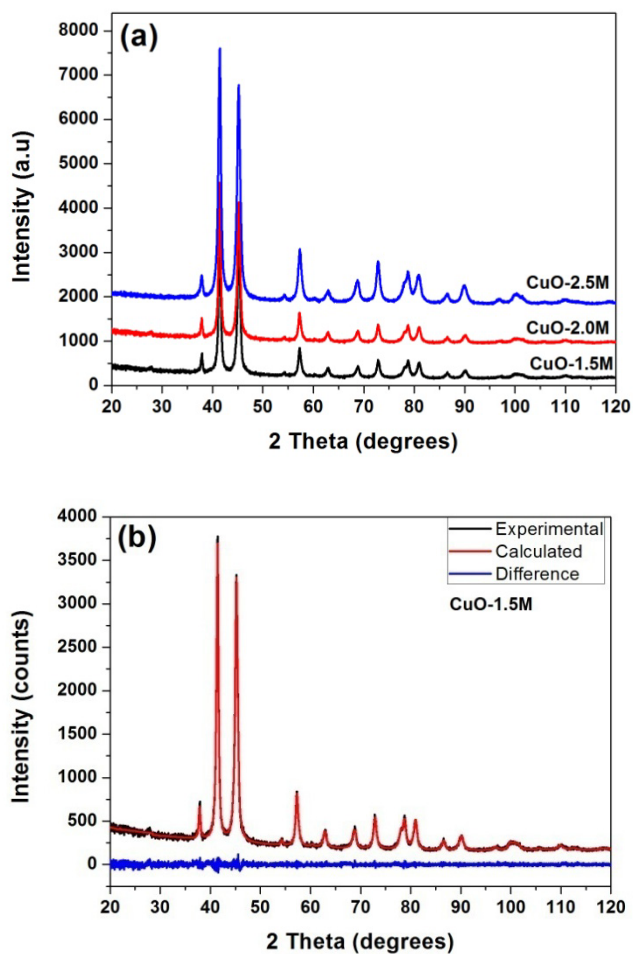 (a)
8000
7000
6000
5000
4000
3000
2000
1000
0
Intensity (a.u)
CuO-2.5M
CuO-2.0M
CuO-1.5M
20 30 40 50 60 70 80 90 100 110 120
2 Theta (degrees)
(b)
4000
3500
3000
2500
2000
1500
1000
500
0
Intensity (counts)
Experimental
Calculated
Difference
CuO-1.5M
20 30 40 50 60 70 80 90 100 110 120
2 Theta (degrees)